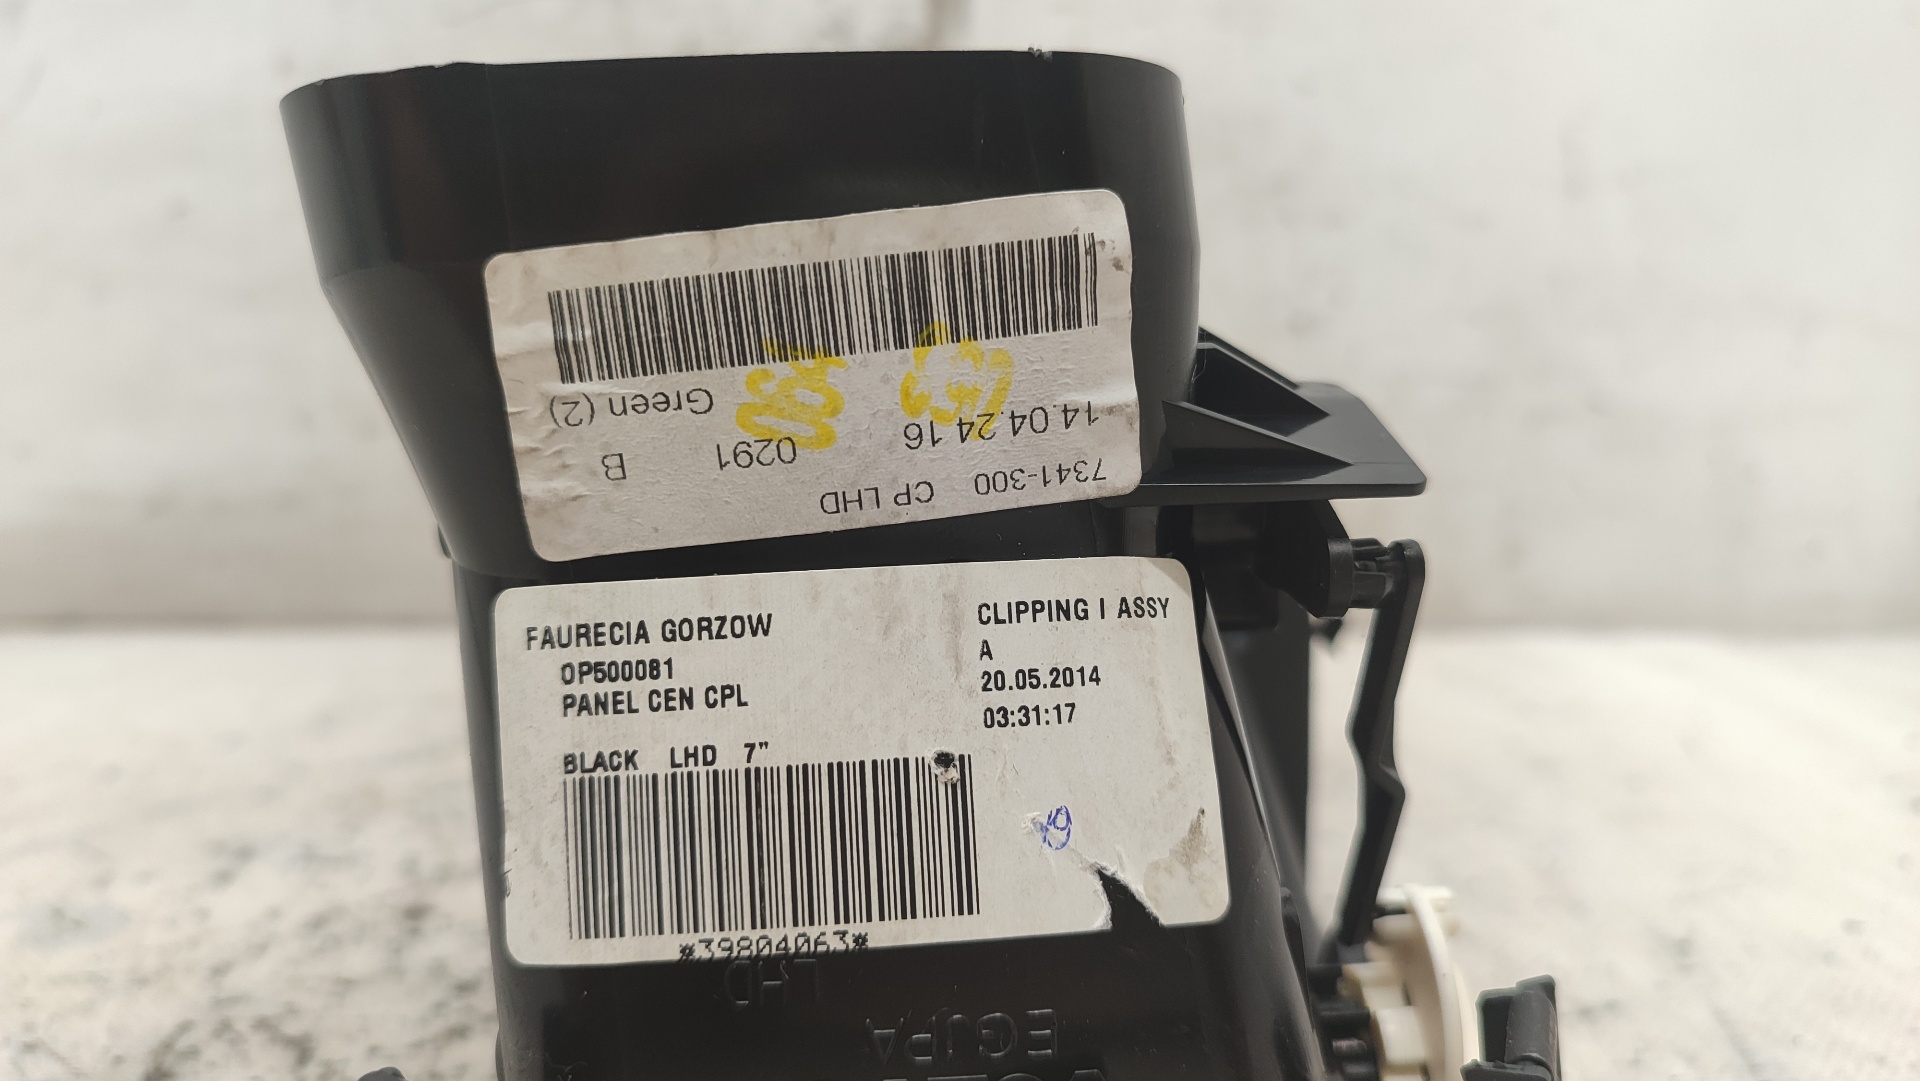 7341-300 CP LHD
14.04.24 16 0291 B
Green (2)
FAURECIA GORZOW
0P500081
PANEL CEN CPL
BLACK LHD 7"
CLIPPING I ASSY
A
20.05.2014
03:31:17
*39804063*
LHD